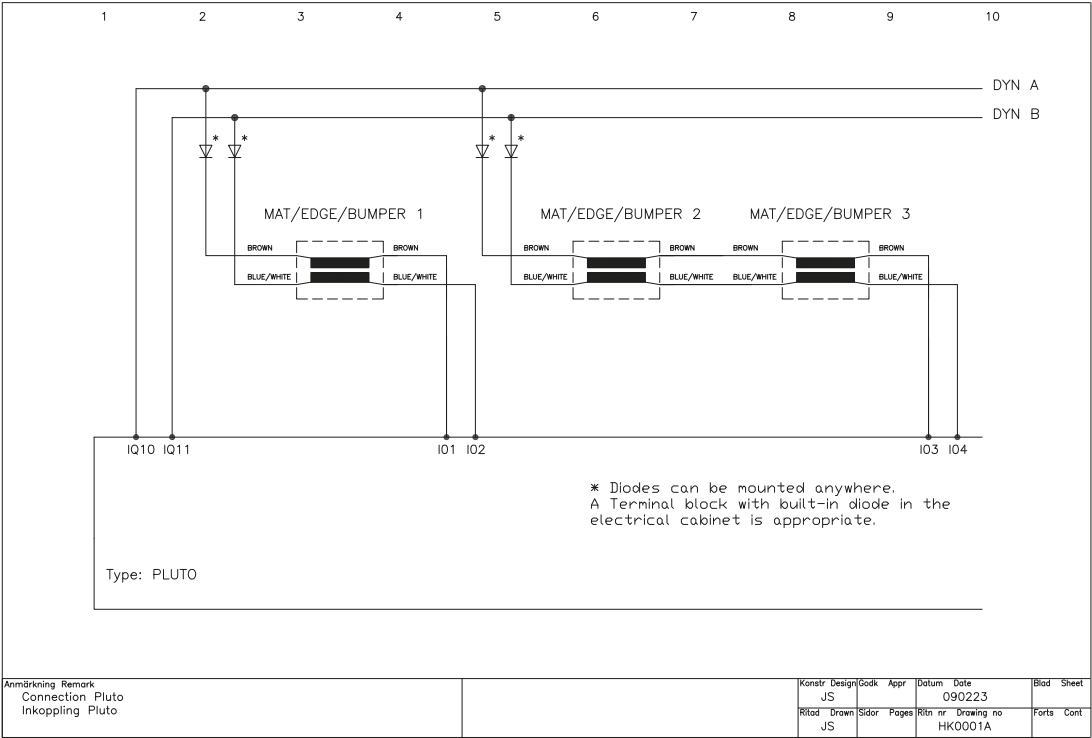 1 2 3 4 5 6 7 8 9 10
DYN A
DYN B
* * * *
MAT/EDGE/BUMPER 1 MAT/EDGE/BUMPER 2 MAT/EDGE/BUMPER 3
BROWN BROWN BROWN BROWN BROWN BROWN
BLUE/WHITE BLUE/WHITE BLUE/WHITE BLUE/WHITE BLUE/WHITE BLUE/WHITE
IQ10 IQ11 I01 I02 I03 I04
* Diodes can be mounted anywhere.
A Terminal block with built-in diode in the
electrical cabinet is appropriate.
Type: PLUTO
Anmärkning Remark
Connection Pluto
Inkoppling Pluto
Konstr Design Godk Appr Datum Date Blad Sheet
JS 090223
Ritad Drawn Sidor Pages Ritn nr Drawing no Forts Cont
JS HK0001A